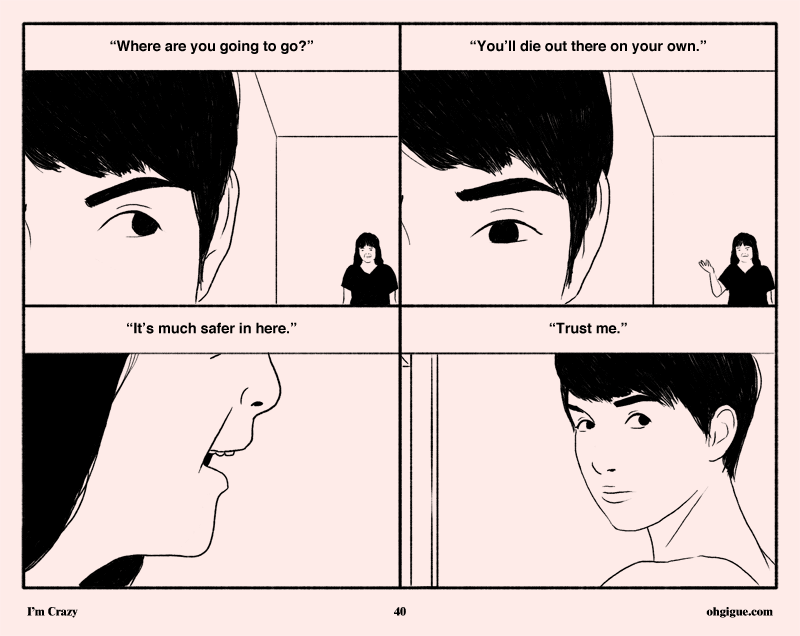 “Where are you going to go?”
“You’ll die out there on your own.”
“It’s much safer in here.”
“Trust me.”
I’m Crazy
40
ohgigue.com